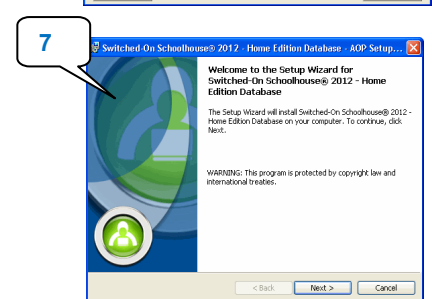 7
Switched-On Schoolhouse® 2012 - Home Edition Database - AOP Setup...
Welcome to the Setup Wizard for
Switched-On Schoolhouse® 2012 - Home
Edition Database
The Setup Wizard will install Switched-On Schoolhouse® 2012 -
Home Edition Database on your computer. To continue, click
Next.
WARNING: This program is protected by copyright law and
international treaties.
< Back Next > Cancel